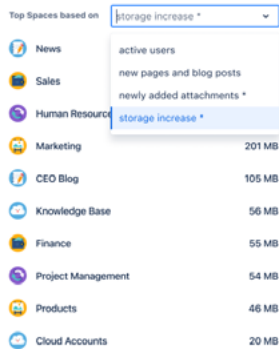 Top Spaces based on storage increase *
News
active users
new pages and blog posts
Sales
newly added attachments *
Human Resource
storage increase *
Marketing 201 MB
CEO Blog 105 MB
Knowledge Base 56 MB
Finance 55 MB
Project Management 54 MB
Products 46 MB
Cloud Accounts 20 MB